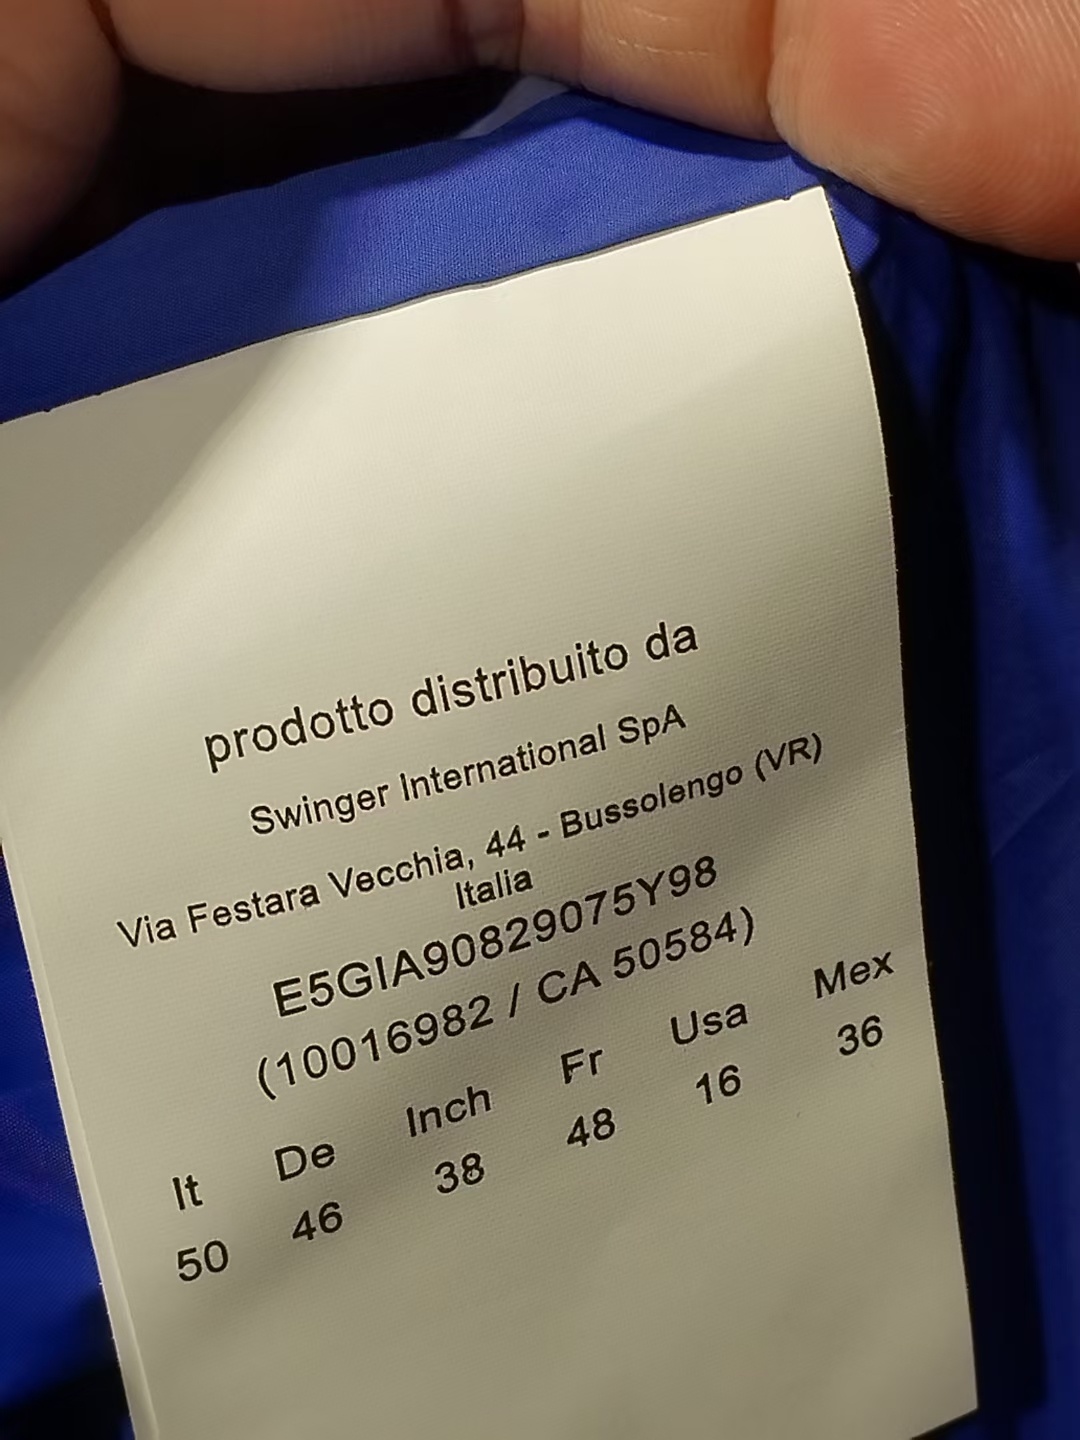 prodotto distribuito da
Swinger International SpA
Via Festara Vecchia, 44 - Bussolengo (VR)
Italia
E5GIA90829075Y98
(10016982 / CA 50584)
It De Inch Fr Usa Mex
50 46 38 48 16 36